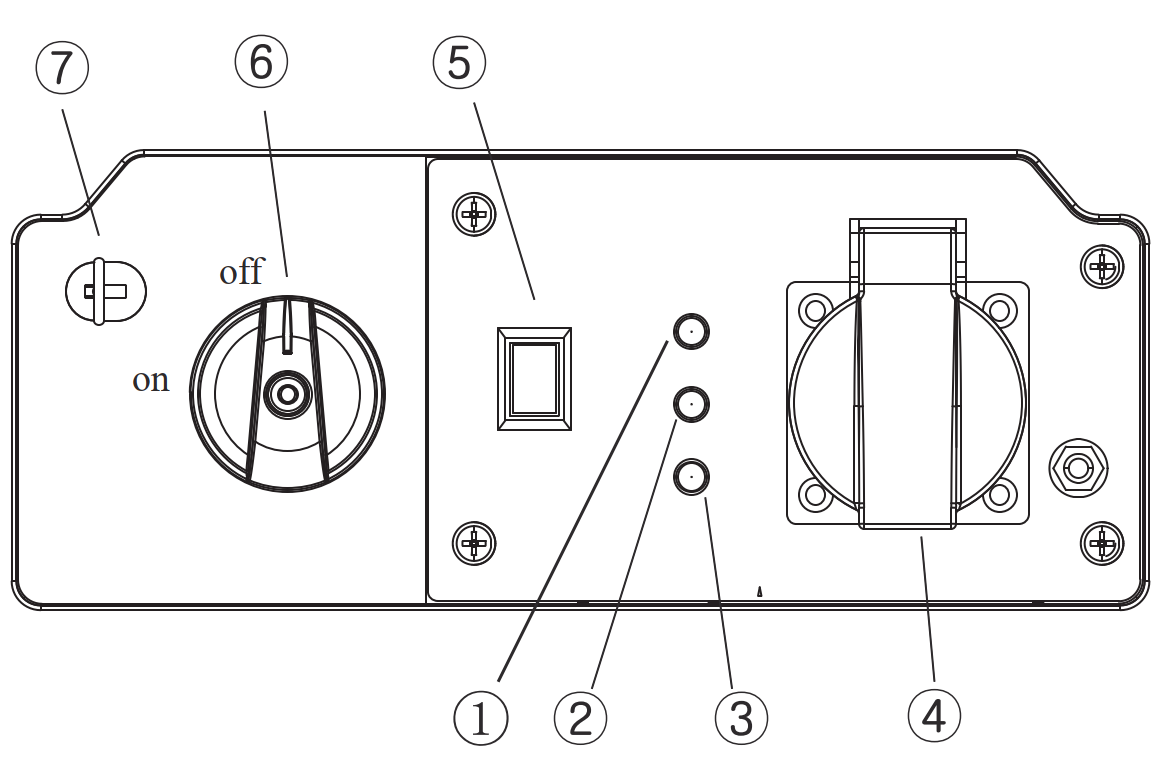 ⑦ ⑥ ⑤
off
on
① ② ③ ④